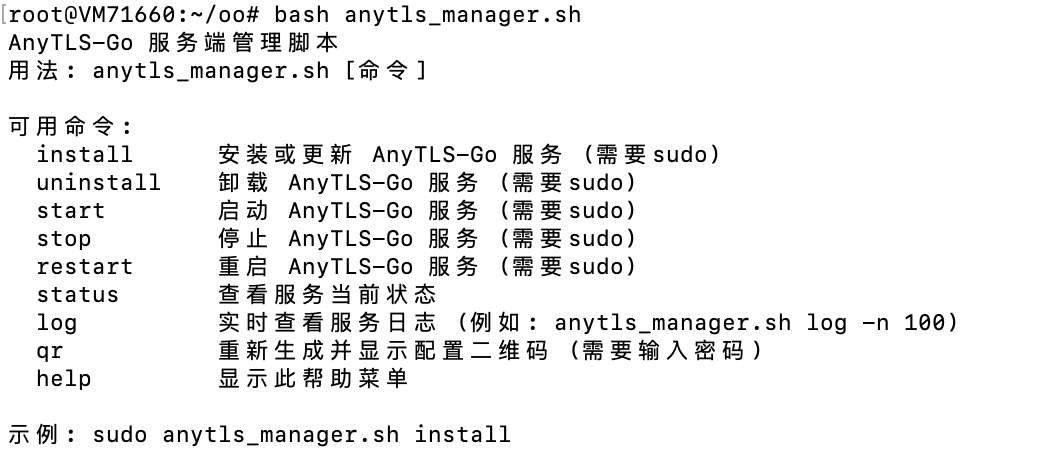 [root@VM71660:~/oo# bash anytls_manager.sh
AnyTLS-Go 服务端管理脚本
用法: anytls_manager.sh [命令]
可用命令:
install 安装或更新 AnyTLS-Go 服务 (需要sudo)
uninstall 卸载 AnyTLS-Go 服务 (需要sudo)
start 启动 AnyTLS-Go 服务 (需要sudo)
stop 停止 AnyTLS-Go 服务 (需要sudo)
restart 重启 AnyTLS-Go 服务 (需要sudo)
status 查看服务当前状态
log 实时查看服务日志 (例如: anytls_manager.sh log -n 100)
qr 重新生成并显示配置二维码 (需要输入密码)
help 显示此帮助菜单
示例: sudo anytls_manager.sh install